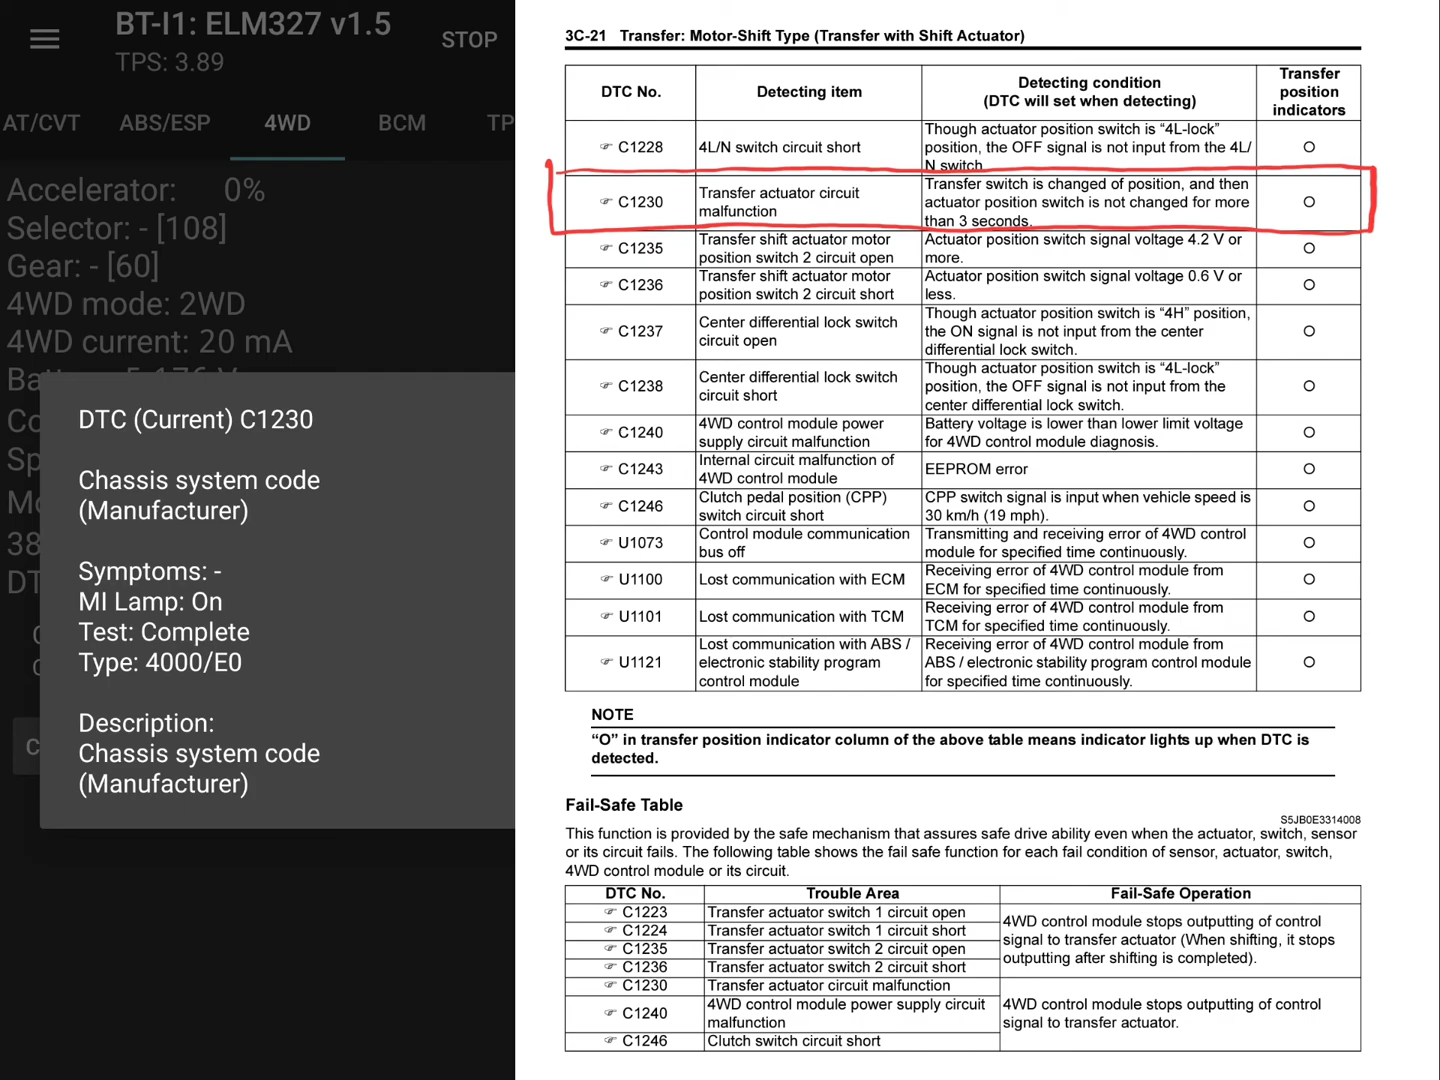 BT-I1: ELM327 v1.5
TPS: 3.89
STOP
AT/CVT ABS/ESP 4WD BCM TP
Accelerator: 0%
Selector: - [108]
Gear: - [60]
4WD mode: 2WD
4WD current: 20 mA
DTC (Current) C1230
Chassis system code
(Manufacturer)
Symptoms: -
MI Lamp: On
Test: Complete
Type: 4000/E0
Description:
Chassis system code
(Manufacturer)
3C-21 Transfer: Motor-Shift Type (Transfer with Shift Actuator)
DTC No.
Detecting item
Detecting condition
(DTC will set when detecting)
Transfer
position
indicators
☞ C1228
4L/N switch circuit short
Though actuator position switch is “4L-lock”
position, the OFF signal is not input from the 4L/
N switch.
○
☞ C1230
Transfer actuator circuit
malfunction
Transfer switch is changed of position, and then
actuator position switch is not changed for more
than 3 seconds.
○
☞ C1235
Transfer shift actuator motor
position switch 2 circuit open
Actuator position switch signal voltage 4.2 V or
more.
○
☞ C1236
Transfer shift actuator motor
position switch 2 circuit short
Actuator position switch signal voltage 0.6 V or
less.
○
☞ C1237
Center differential lock switch
circuit open
Though actuator position switch is “4H” position,
the ON signal is not input from the center
differential lock switch.
○
☞ C1238
Center differential lock switch
circuit short
Though actuator position switch is “4L-lock”
position, the OFF signal is not input from the
center differential lock switch.
○
☞ C1240
4WD control module power
supply circuit malfunction
Battery voltage is lower than lower limit voltage
for 4WD control module diagnosis.
○
☞ C1243
Internal circuit malfunction of
4WD control module
EEPROM error
○
☞ C1246
Clutch pedal position (CPP)
switch circuit short
CPP switch signal is input when vehicle speed is
30 km/h (19 mph).
○
☞ U1073
Control module communication
bus off
Transmitting and receiving error of 4WD control
module for specified time continuously.
○
☞ U1100
Lost communication with ECM
Receiving error of 4WD control module from
ECM for specified time continuously.
○
☞ U1101
Lost communication with TCM
Receiving error of 4WD control module from
TCM for specified time continuously.
○
☞ U1121
Lost communication with ABS /
electronic stability program
control module
Receiving error of 4WD control module from
ABS / electronic stability program control module
for specified time continuously.
○
NOTE
“O” in transfer position indicator column of the above table means indicator lights up when DTC is
detected.
Fail-Safe Table
S5JB0E3314008
This function is provided by the safe mechanism that assures safe drive ability even when the actuator, switch, sensor
or its circuit fails. The following table shows the fail safe function for each fail condition of sensor, actuator, switch,
4WD control module or its circuit.
DTC No. Trouble Area Fail-Safe Operation
☞ C1223 Transfer actuator switch 1 circuit open
☞ C1224 Transfer actuator switch 1 circuit short
☞ C1235 Transfer actuator switch 2 circuit open
☞ C1236 Transfer actuator switch 2 circuit short
4WD control module stops outputting of control
signal to transfer actuator (When shifting, it stops
outputting after shifting is completed).
☞ C1230 Transfer actuator circuit malfunction
☞ C1240 4WD control module power supply circuit
malfunction
☞ C1246 Clutch switch circuit short
4WD control module stops outputting of control
signal to transfer actuator.